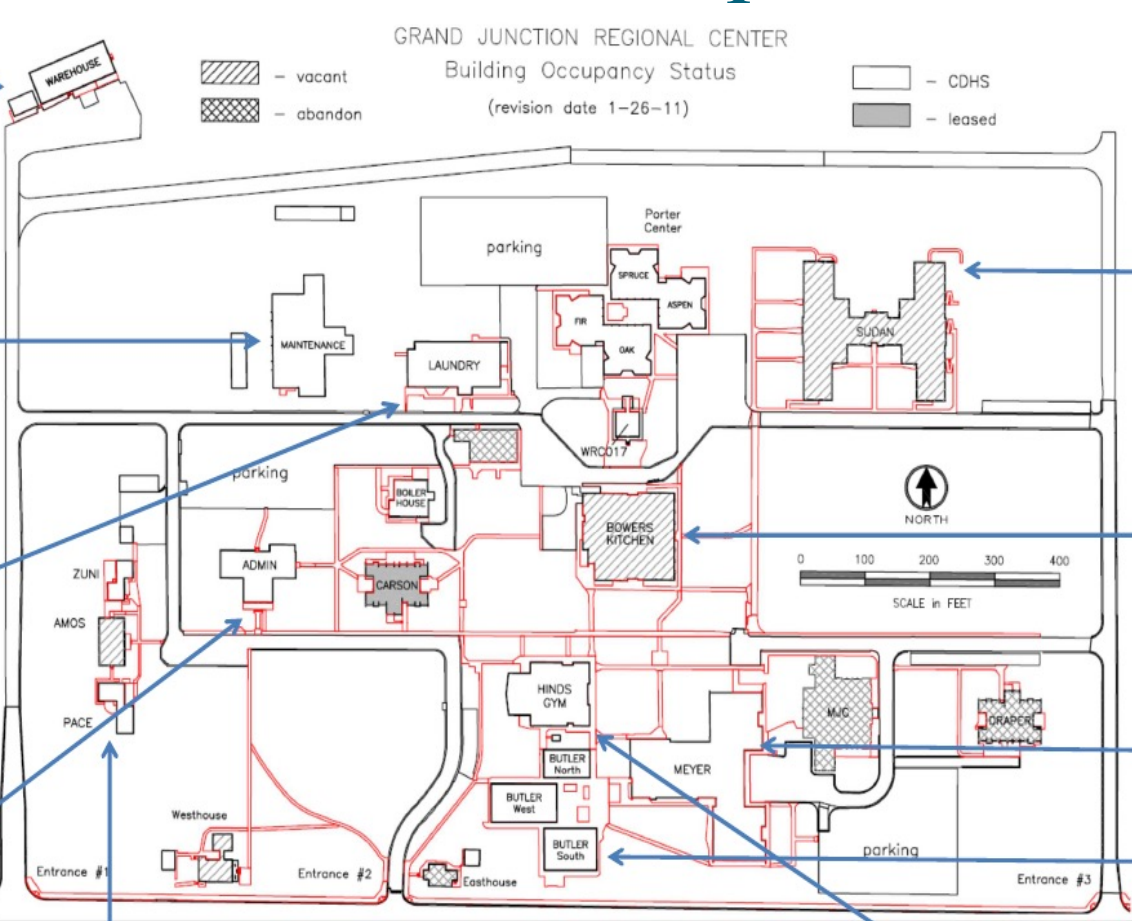 GRAND JUNCTION REGIONAL CENTER
Building Occupancy Status
(revision date 1-26-11)
- vacant
- abandon
- CDHS
- leased
WAREHOUSE
Porter
Center
parking
SPRUCE
ASPEN
FIR
OAK
SUDAN
MAINTENANCE
LAUNDRY
WRC017
parking
BOILER
HOUSE
BOWERS
KITCHEN
NORTH
0 100 200 300 400
SCALE in FEET
ADMIN
CARSON
ZUNI
AMOS
PACE
HINDS
GYM
MJC
DRAPER
BUTLER
North
MEYER
BUTLER
West
BUTLER
South
Westhouse
Easthouse
parking
Entrance #1
Entrance #2
Entrance #3